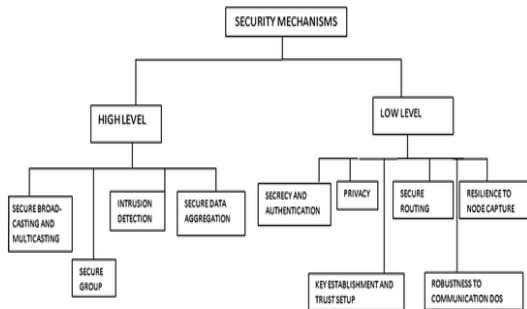 SECURITY MECHANISMS
HIGH LEVEL
LOW LEVEL
SECURE BROAD-
CASTING AND
MULTICASTING
SECURE
GROUP
INTRUSION
DETECTION
SECURE DATA
AGGREGATION
SECRECY AND
AUTHENTICATION
PRIVACY
SECURE
ROUTING
RESILIENCE TO
NODE CAPTURE
KEY ESTABLISHMENT AND
TRUST SETUP
ROBUSTNESS TO
COMMUNICATION DOS